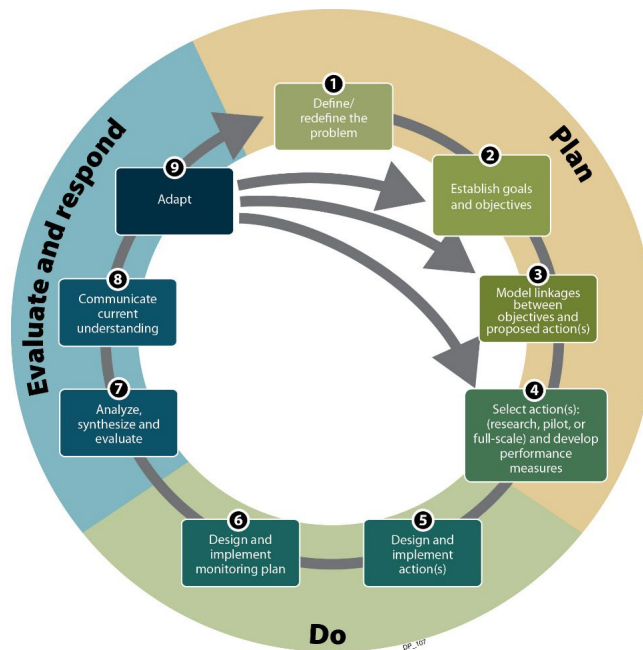 1
Define/
redefine the
problem
2
Establish goals
and objectives
3
Model linkages
between
objectives and
proposed action(s)
4
Select action(s):
(research, pilot, or
full-scale) and develop
performance
measures
5
Design and
implement
action(s)
6
Design and
implement
monitoring plan
7
Analyze,
synthesize and
evaluate
8
Communicate
current
understanding
9
Adapt
Plan
Do
Evaluate and respond
DP_107